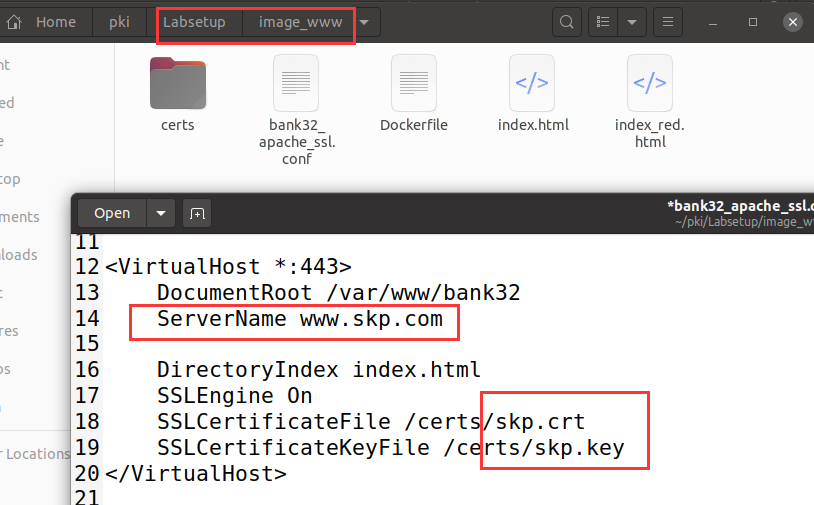 Home pki Labsetup image_www
certs
bank32_
apache_ssl.
conf
Dockerfile
index.html
index_red.
html
nt
ed
e
top
ments
loads
t
res
os
r Locations
Open
*bank32_apache_ssl.c
~/pki/Labsetup/image_w
11
12 <VirtualHost *:443>
13 DocumentRoot /var/www/bank32
14 ServerName www.skp.com
15
16 DirectoryIndex index.html
17 SSLEngine On
18 SSLCertificateFile /certs/skp.crt
19 SSLCertificateKeyFile /certs/skp.key
20 </VirtualHost>
21